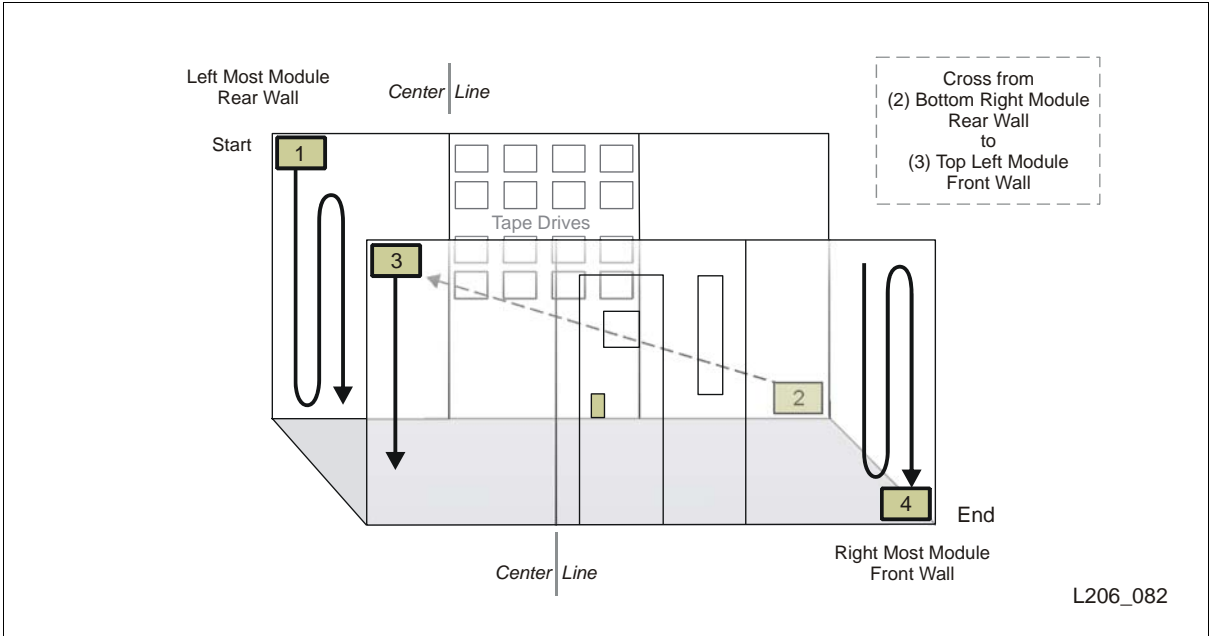 Left Most Module
Rear Wall
Center Line
Cross from
(2) Bottom Right Module
Rear Wall
to
(3) Top Left Module
Front Wall
Start
1
Tape Drives
3
2
4
End
Center Line
Right Most Module
Front Wall
L206_082